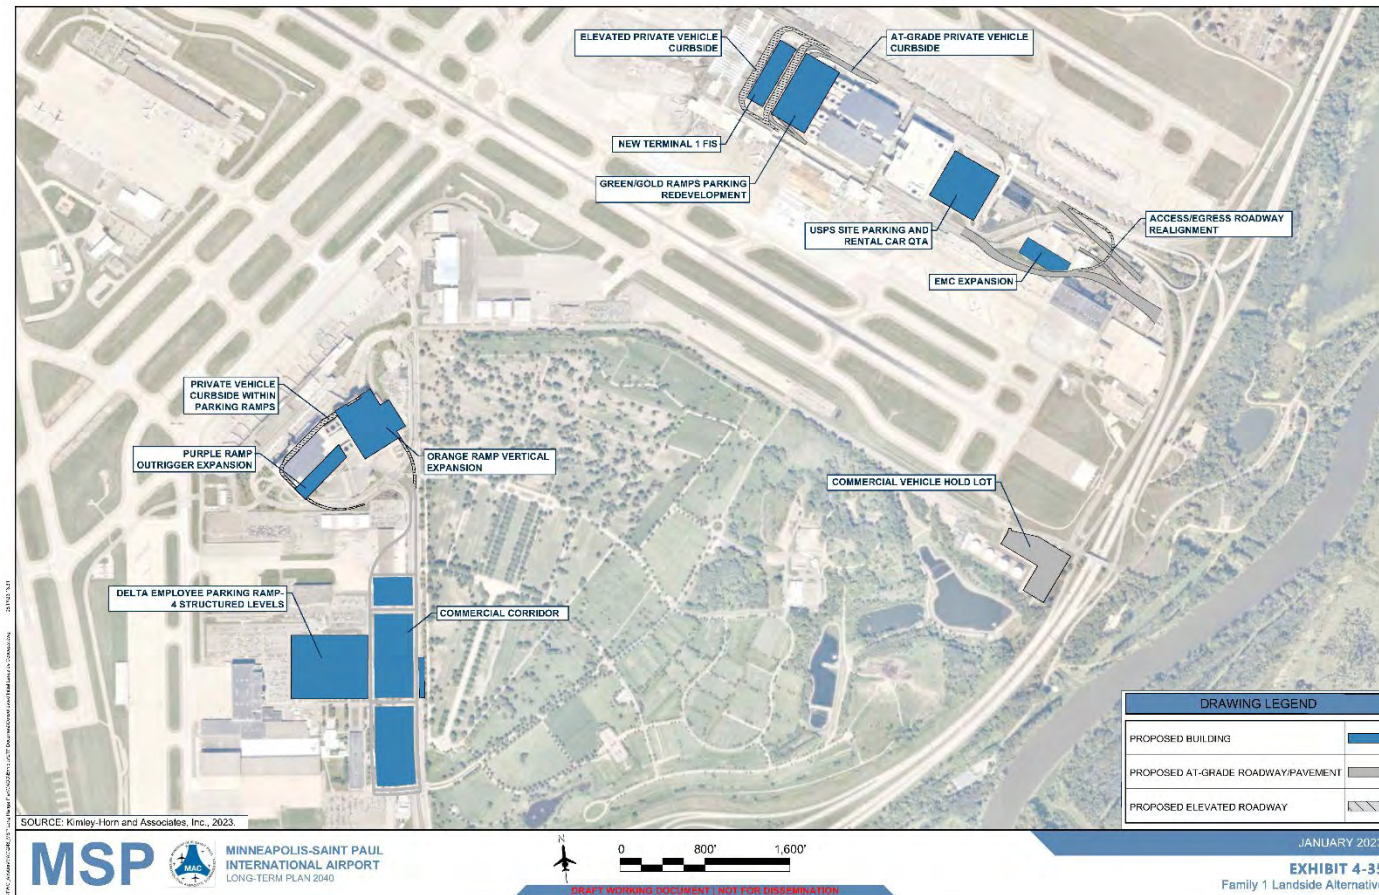 ELEVATED PRIVATE VEHICLE
CURBSIDE
AT-GRADE PRIVATE VEHICLE
CURBSIDE
NEW TERMINAL 1 FIS
GREEN/GOLD RAMPS PARKING
REDEVELOPMENT
USPS SITE PARKING AND
RENTAL CAR QTA
ACCESS/EGRESS ROADWAY
REALIGNMENT
EMC EXPANSION
PRIVATE VEHICLE
CURBSIDE WITHIN
PARKING RAMPS
PURPLE RAMP
OUTRIGGER EXPANSION
ORANGE RAMP VERTICAL
EXPANSION
COMMERCIAL VEHICLE HOLD LOT
DELTA EMPLOYEE PARKING RAMP-
4 STRUCTURED LEVELS
COMMERCIAL CORRIDOR
DRAWING LEGEND
PROPOSED BUILDING
PROPOSED AT-GRADE ROADWAY/PAVEMENT
PROPOSED ELEVATED ROADWAY
SOURCE: Kimley-Horn and Associates, Inc., 2023.
MSP
MAC
MINNEAPOLIS-SAINT PAUL
INTERNATIONAL AIRPORT
LONG-TERM PLAN 2040
N
0 800' 1,600'
DRAFT WORKING DOCUMENT | NOT FOR DISSEMINATION
JANUARY 2023
EXHIBIT 4-35
Family 1 Landside Alternative